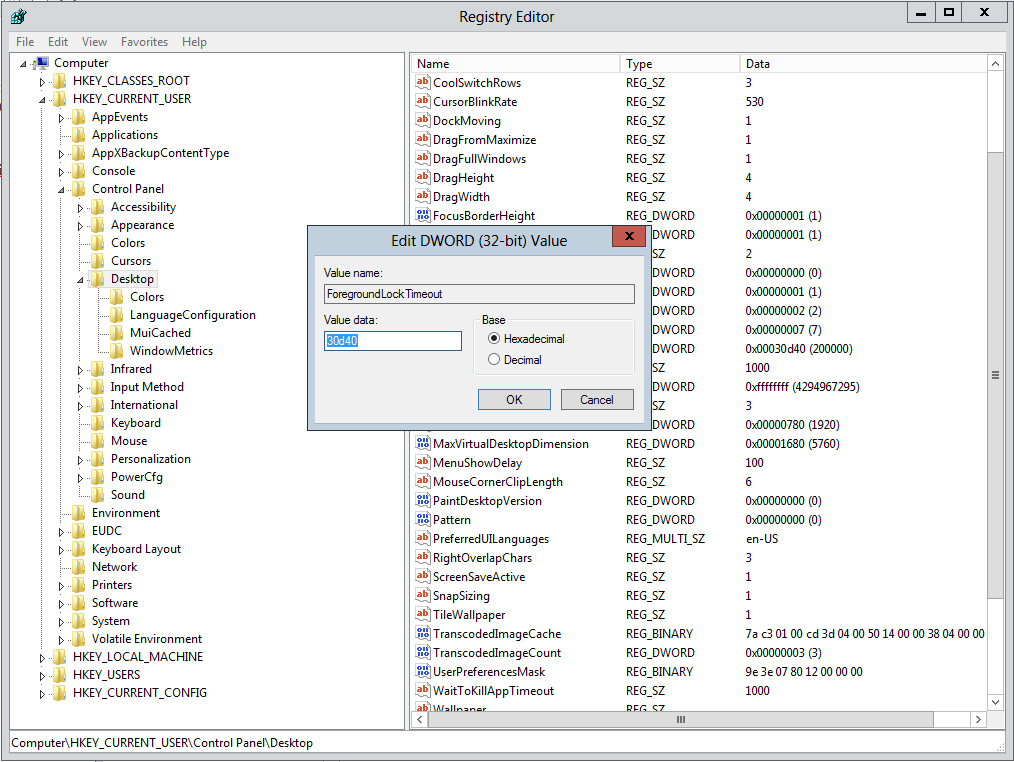 Registry Editor
File Edit View Favorites Help
Computer
HKEY_CLASSES_ROOT
HKEY_CURRENT_USER
AppEvents
Applications
AppXBackupContentType
Console
Control Panel
Accessibility
Appearance
Colors
Cursors
Desktop
Colors
LanguageConfiguration
MuiCached
WindowMetrics
Infrared
Input Method
International
Keyboard
Mouse
Personalization
PowerCfg
Sound
Environment
EUDC
Keyboard Layout
Network
Printers
Software
System
Volatile Environment
HKEY_LOCAL_MACHINE
HKEY_USERS
HKEY_CURRENT_CONFIG
Name Type Data
CoolSwitchRows REG_SZ 3
CursorBlinkRate REG_SZ 530
DockMoving REG_SZ 1
DragFromMaximize REG_SZ 1
DragFullWindows REG_SZ 1
DragHeight REG_SZ 4
DragWidth REG_SZ 4
FocusBorderHeight REG_DWORD 0x00000001 (1)
DWORD 0x00000001 (1)
SZ 2
DWORD 0x00000000 (0)
DWORD 0x00000001 (1)
DWORD 0x00000002 (2)
DWORD 0x00000007 (7)
DWORD 0x00030d40 (200000)
SZ 1000
DWORD 0xffffffff (4294967295)
SZ 3
DWORD 0x00000780 (1920)
MaxVirtualDesktopDimension REG_DWORD 0x00001680 (5760)
MenuShowDelay REG_SZ 100
MouseCornerClipLength REG_SZ 6
PaintDesktopVersion REG_DWORD 0x00000000 (0)
Pattern REG_DWORD 0x00000000 (0)
PreferredUILanguages REG_MULTI_SZ en-US
RightOverlapChars REG_SZ 3
ScreenSaveActive REG_SZ 1
SnapSizing REG_SZ 1
TileWallpaper REG_SZ 1
TranscodedImageCache REG_BINARY 7a c3 01 00 cd 3d 04 00 50 14 00 00 38 04 00 00
TranscodedImageCount REG_DWORD 0x00000003 (3)
UserPreferencesMask REG_BINARY 9e 3e 07 80 12 00 00 00
WaitToKillAppTimeout REG_SZ 1000
Wallpaper REG_SZ
Edit DWORD (32-bit) Value
Value name:
ForegroundLockTimeout
Value data:
30d40
Base
Hexadecimal
Decimal
OK Cancel
Computer\HKEY_CURRENT_USER\Control Panel\Desktop